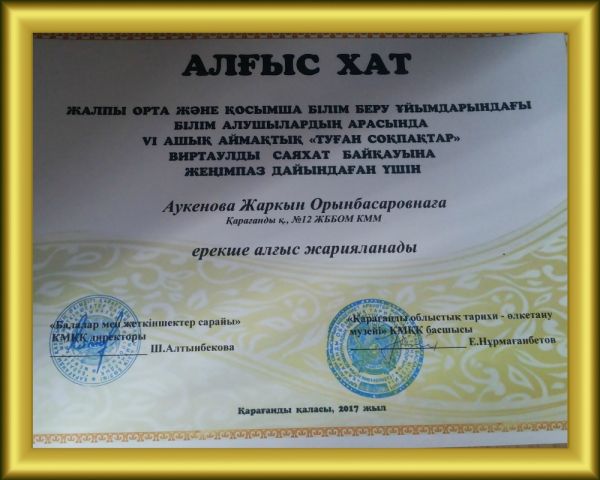 АЛҒЫС ХАТ
ЖАЛПЫ ОРТА ЖӘНЕ ҚОСЫМША БІЛІМ БЕРУ ҰЙЫМДАРЫНДАҒЫ
БІЛІМ АЛУШЫЛАРДЫҢ АРАСЫНДА
VI АШЫҚ АЙМАҚТЫҚ «ТУҒАН СОҚПАҚТАР»
ВИРТАУЛДЫ САЯХАТ БАЙҚАУЫНА
ЖЕҢІМПАЗ ДАЙЫНДАҒАН ҮШІН
Аукенова Жаркын Орынбасаровнаға
Қарағанды қ., №12 ЖББОМ КММ
ерекше алғыс жарияланады
«Балалар мен жеткіншектер сарайы»
КМҚК директоры
Ш.Алтынбекова
«Қарағанды облыстық тарихи - өлкетану
музейі» КМҚК басшысы
Е.Нұрмағанбетов
Қарағанды қаласы, 2017 жыл